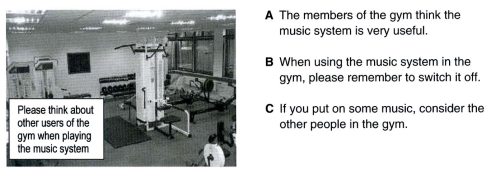 Please think about
other users of the
gym when playing
the music system
A The members of the gym think the
music system is very useful.
B When using the music system in the
gym, please remember to switch it off.
C If you put on some music, consider the
other people in the gym.